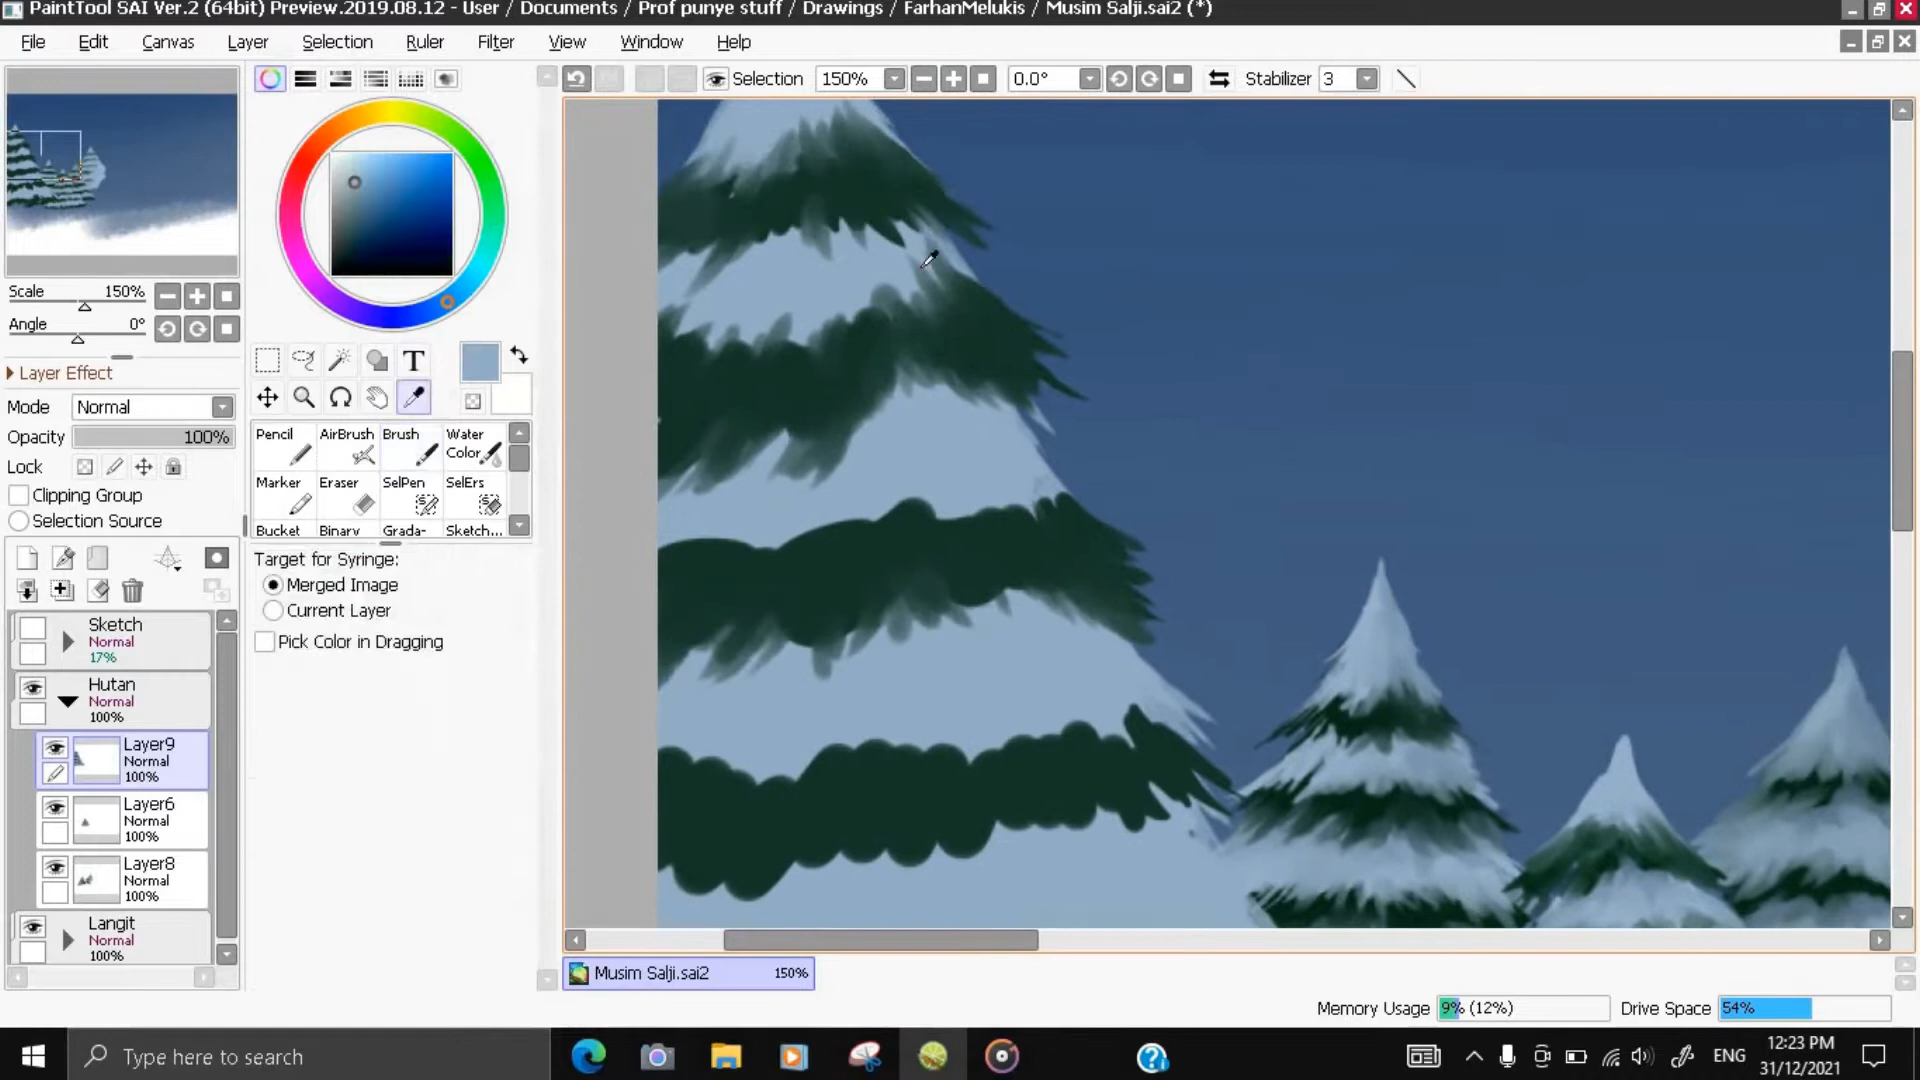 PaintTool SAI Ver.2 (64bit) Preview.2019.08.12 - User / Documents / Prof punye stuff / Drawings / FarhanMelukis / Musim Salji.sai2 (*)
File Edit Canvas Layer Selection Ruler Filter View Window Help
Selection 150% 0.0° Stabilizer 3
Scale 150%
Angle 0°
Layer Effect
Mode Normal
Opacity 100%
Lock
Clipping Group
Selection Source
T
Pencil AirBrush Brush Water Color
Marker Eraser SelPen SelErs
Bucket Binary Grada- Sketch...
Target for Syringe:
Merged Image
Current Layer
Pick Color in Dragging
Sketch
Normal
17%
Hutan
Normal
100%
Layer9
Normal
100%
Layer6
Normal
100%
Layer8
Normal
100%
Langit
Normal
100%
Musim Salji.sai2 150%
Memory Usage 9% (12%) Drive Space 54%
Type here to search
ENG
12:23 PM
31/12/2021